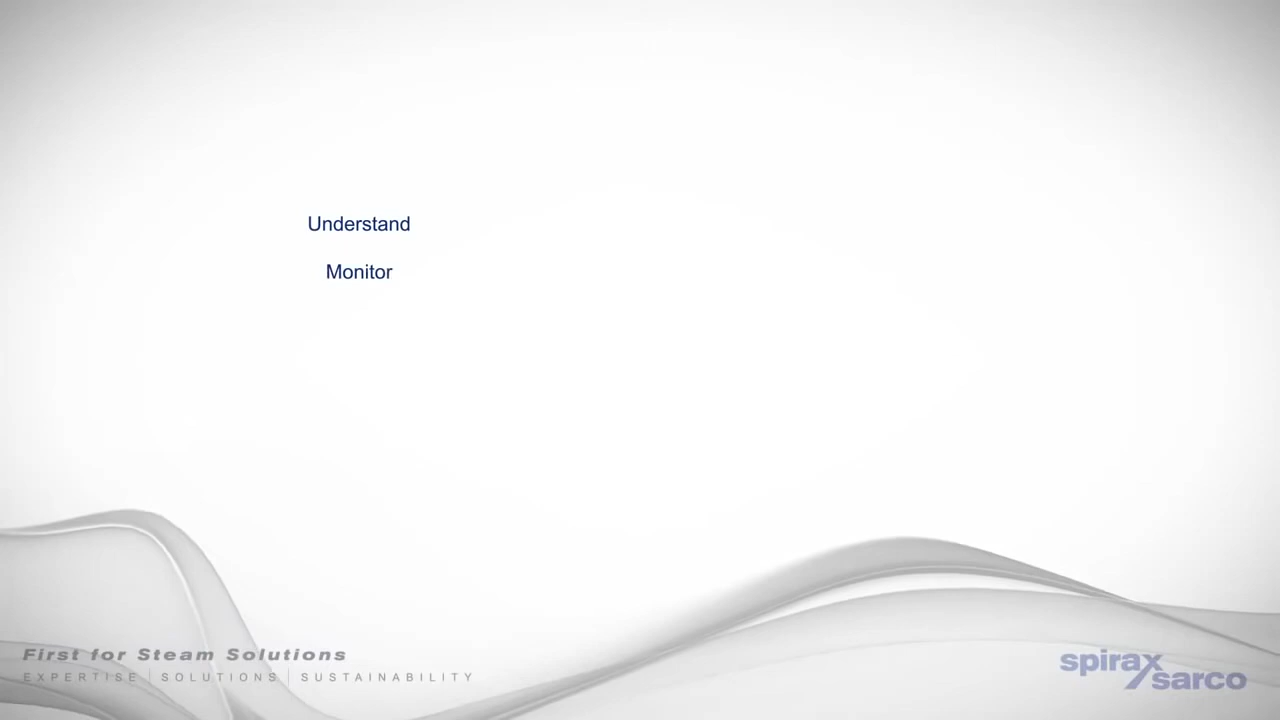 Understand
Monitor
First for Steam Solutions
EXPERTISE | SOLUTIONS | SUSTAINABILITY
spirax
sarco